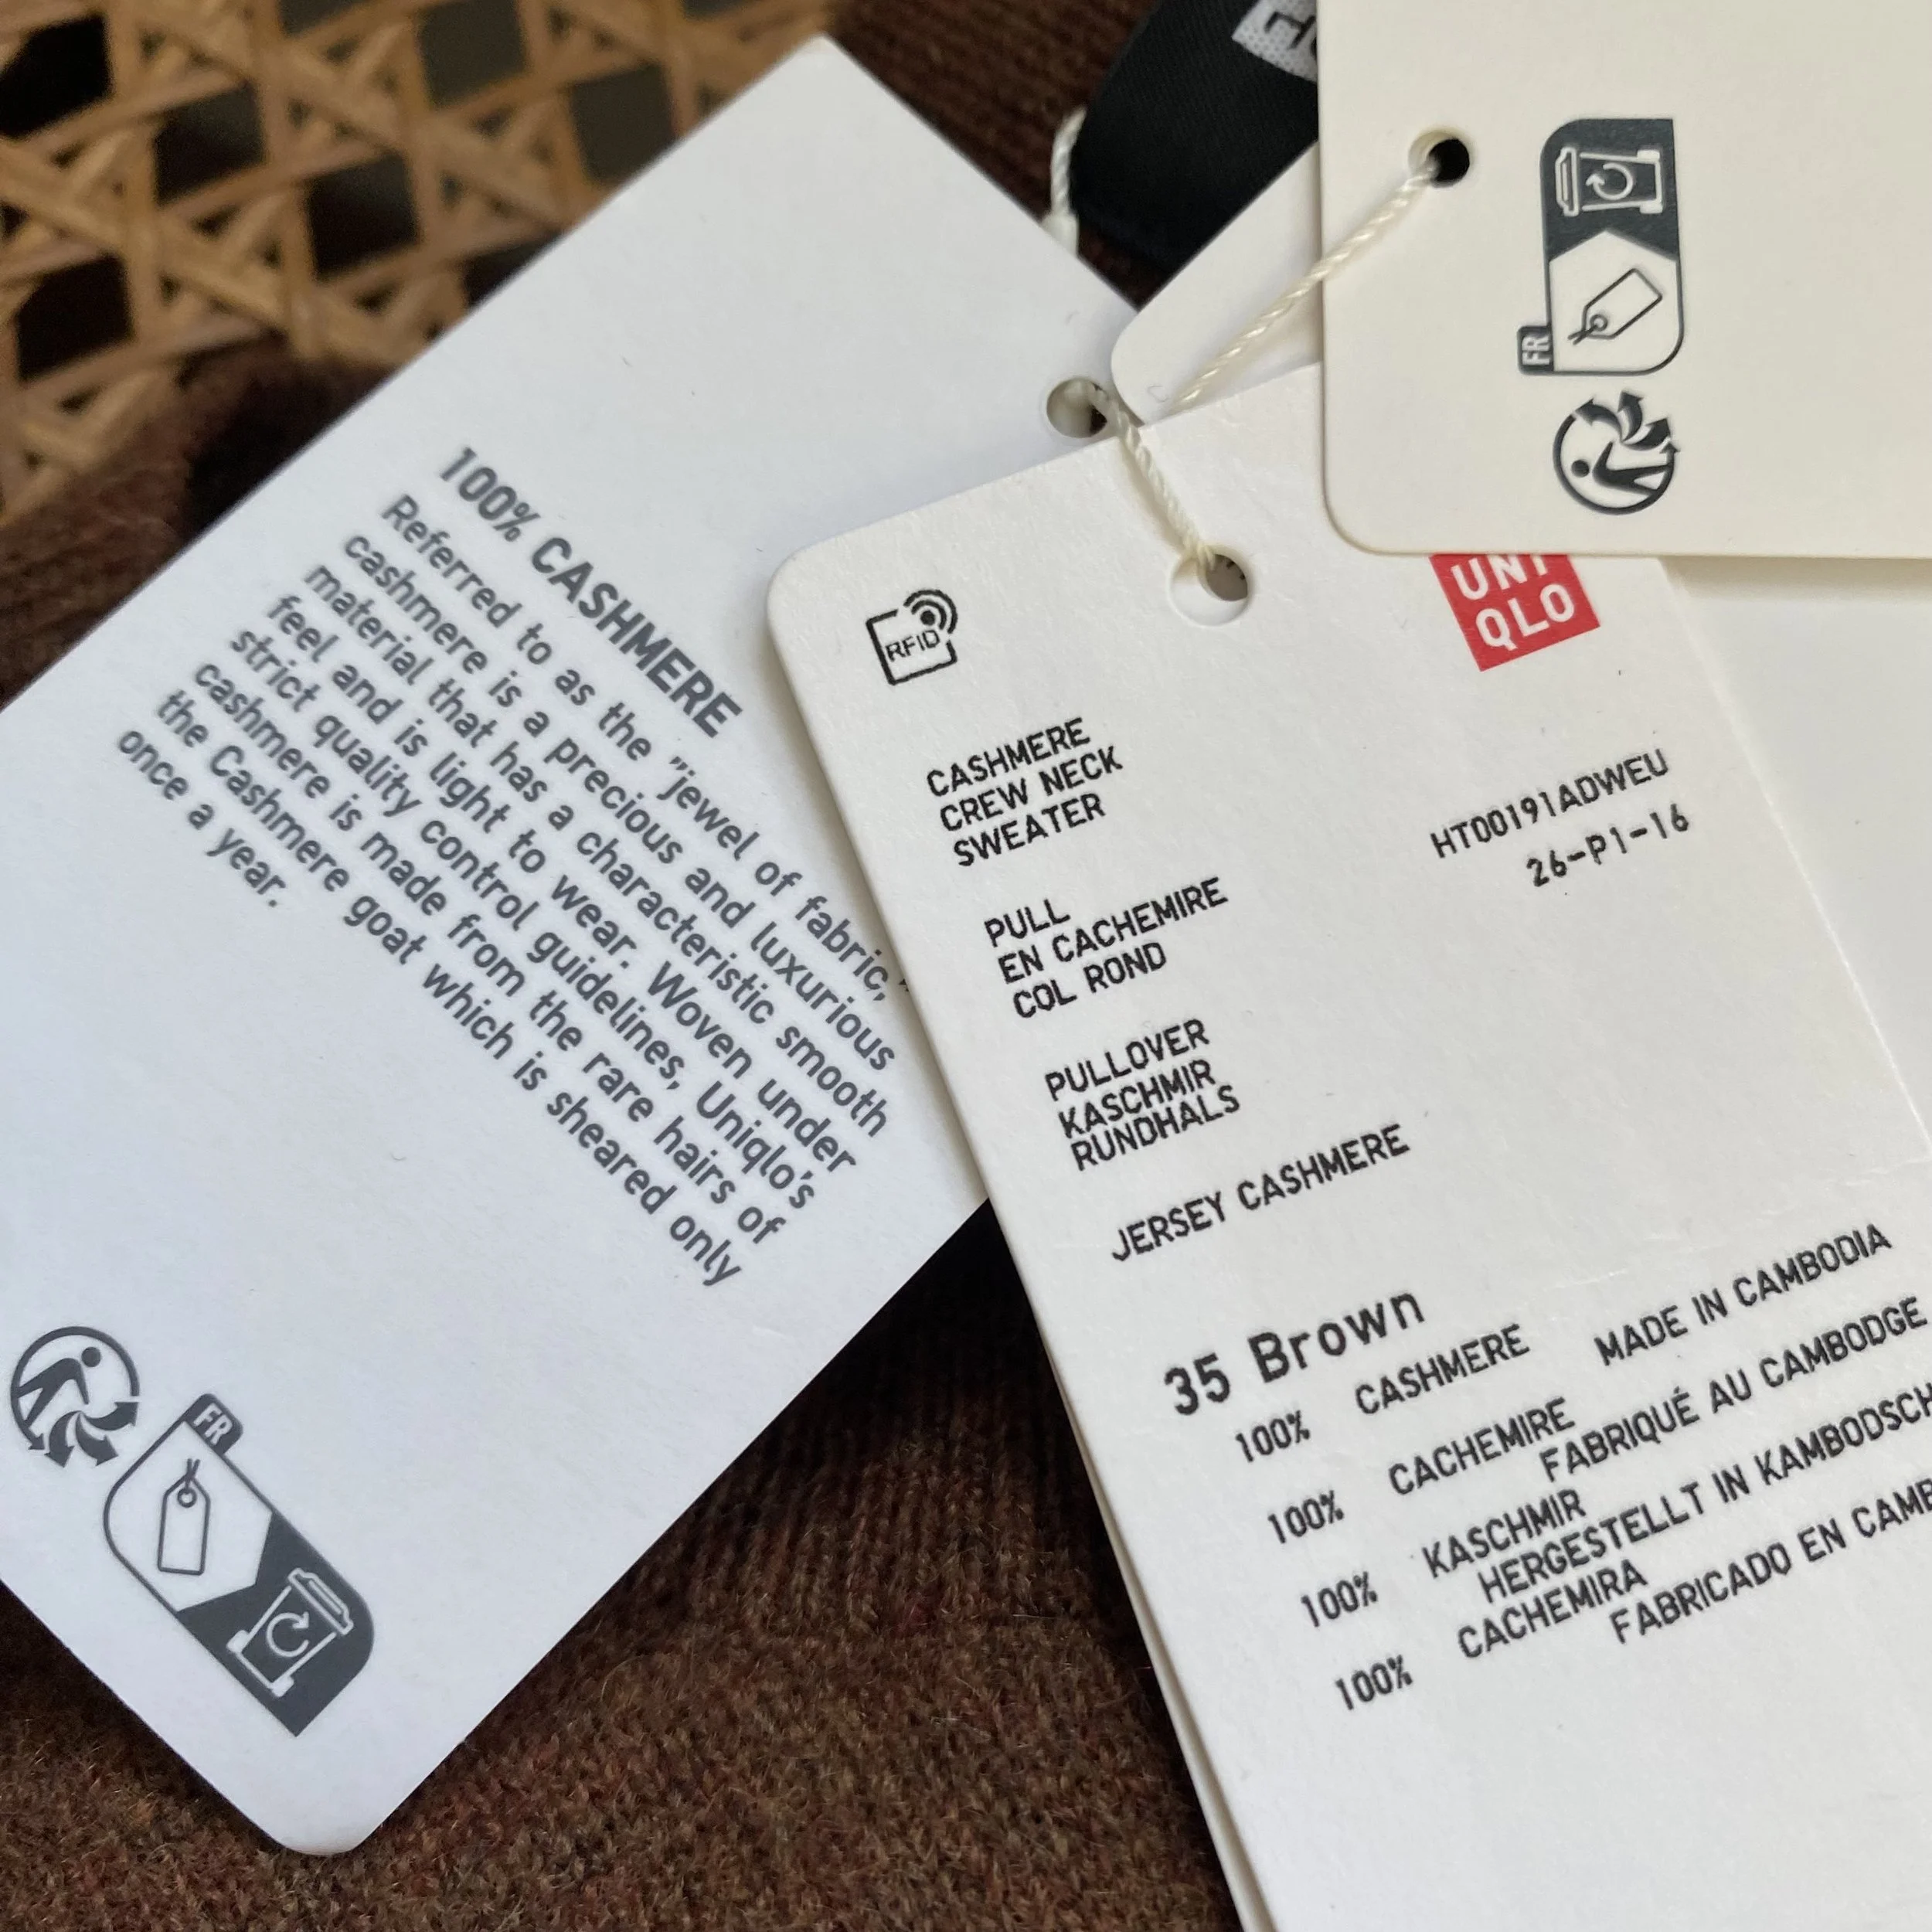 100% CASHMERE
Referred to as the "jewel of fabric,"
cashmere is a precious and luxurious
material that has a characteristic smooth
feel and is light to wear. Woven under
strict quality control guidelines, Uniqlo's
cashmere is made from the rare hairs of
the Cashmere goat which is sheared only
once a year.
FR
RFID
UNI
QLO
CASHMERE
CREW NECK
SWEATER
HT00191ADWEU
26-P1-16
PULL
EN CACHEMIRE
COL ROND
PULLOVER
KASCHMIR
RUNDHALS
JERSEY CASHMERE
35 Brown
100% CASHMERE
MADE IN CAMBODIA
100% CACHEMIRE
FABRIQUÉ AU CAMBODGE
100% KASCHMIR
HERGESTELLT IN KAMBODSCH
100% CACHEMIRA
FABRICADO EN CAMB
FR